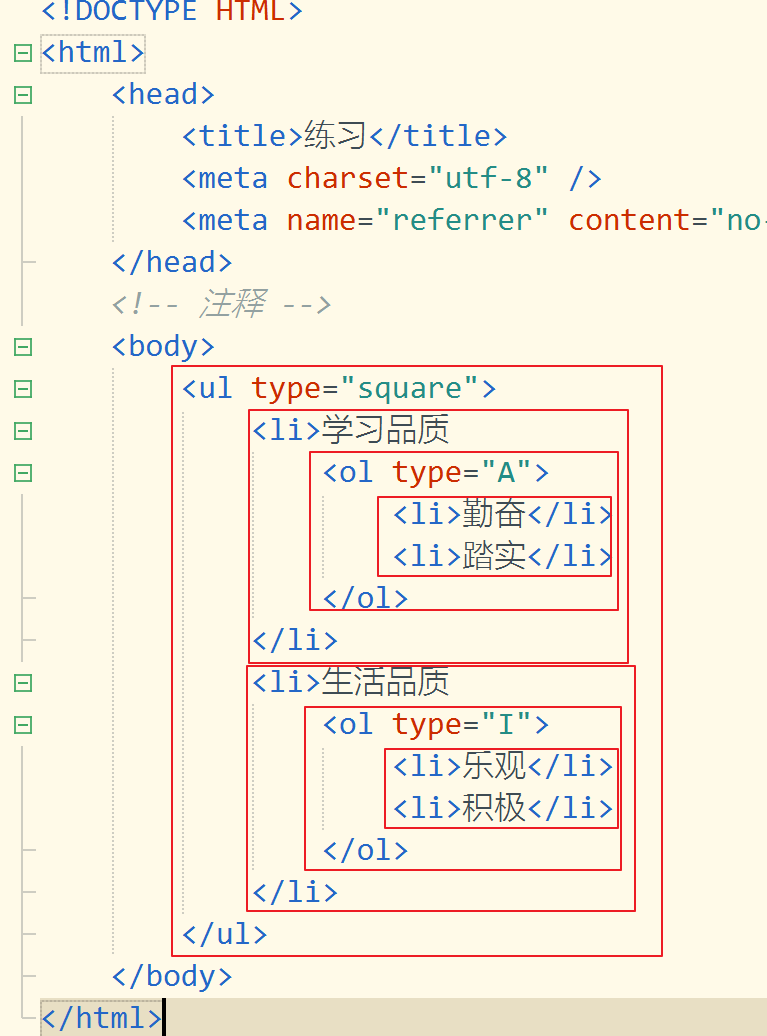 <!DOCTYPE HTML>
<html>
<head>
<title>练习</title>
<meta charset="utf-8" />
<meta name="referrer" content="no-
</head>
<!-- 注释 -->
<body>
<ul type="square">
<li>学习品质
<ol type="A">
<li>勤奋</li>
<li>踏实</li>
</ol>
</li>
<li>生活品质
<ol type="I">
<li>乐观</li>
<li>积极</li>
</ol>
</li>
</ul>
</body>
</html>